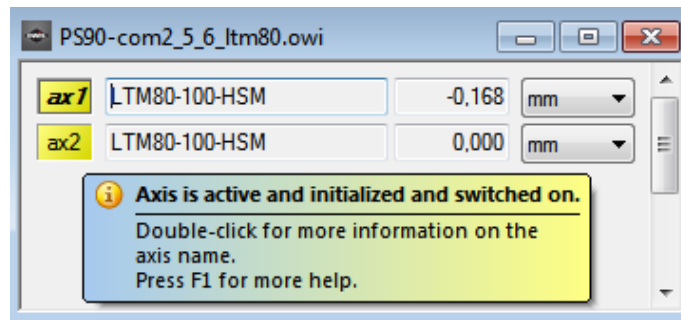 PS90-com2_5_6_ltm80.owi
ax1 LTM80-100-HSM -0,168 mm
ax2 LTM80-100-HSM 0,000 mm
Axis is active and initialized and switched on.
Double-click for more information on the
axis name.
Press F1 for more help.